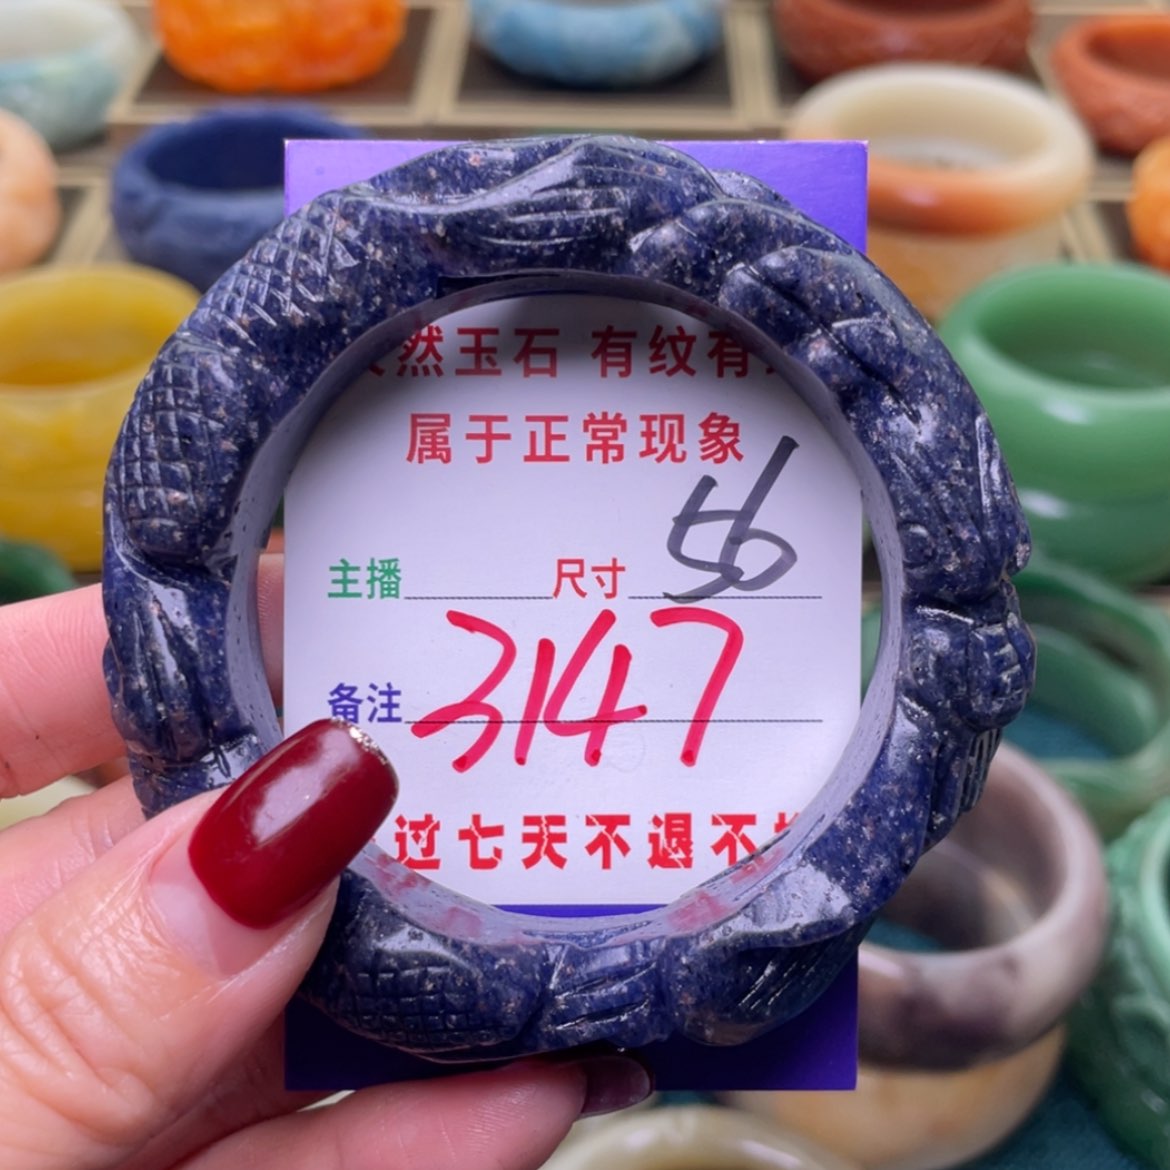 然玉石 有纹有
属于正常现象
主播 尺寸 56
备注 3147
过七天不退不